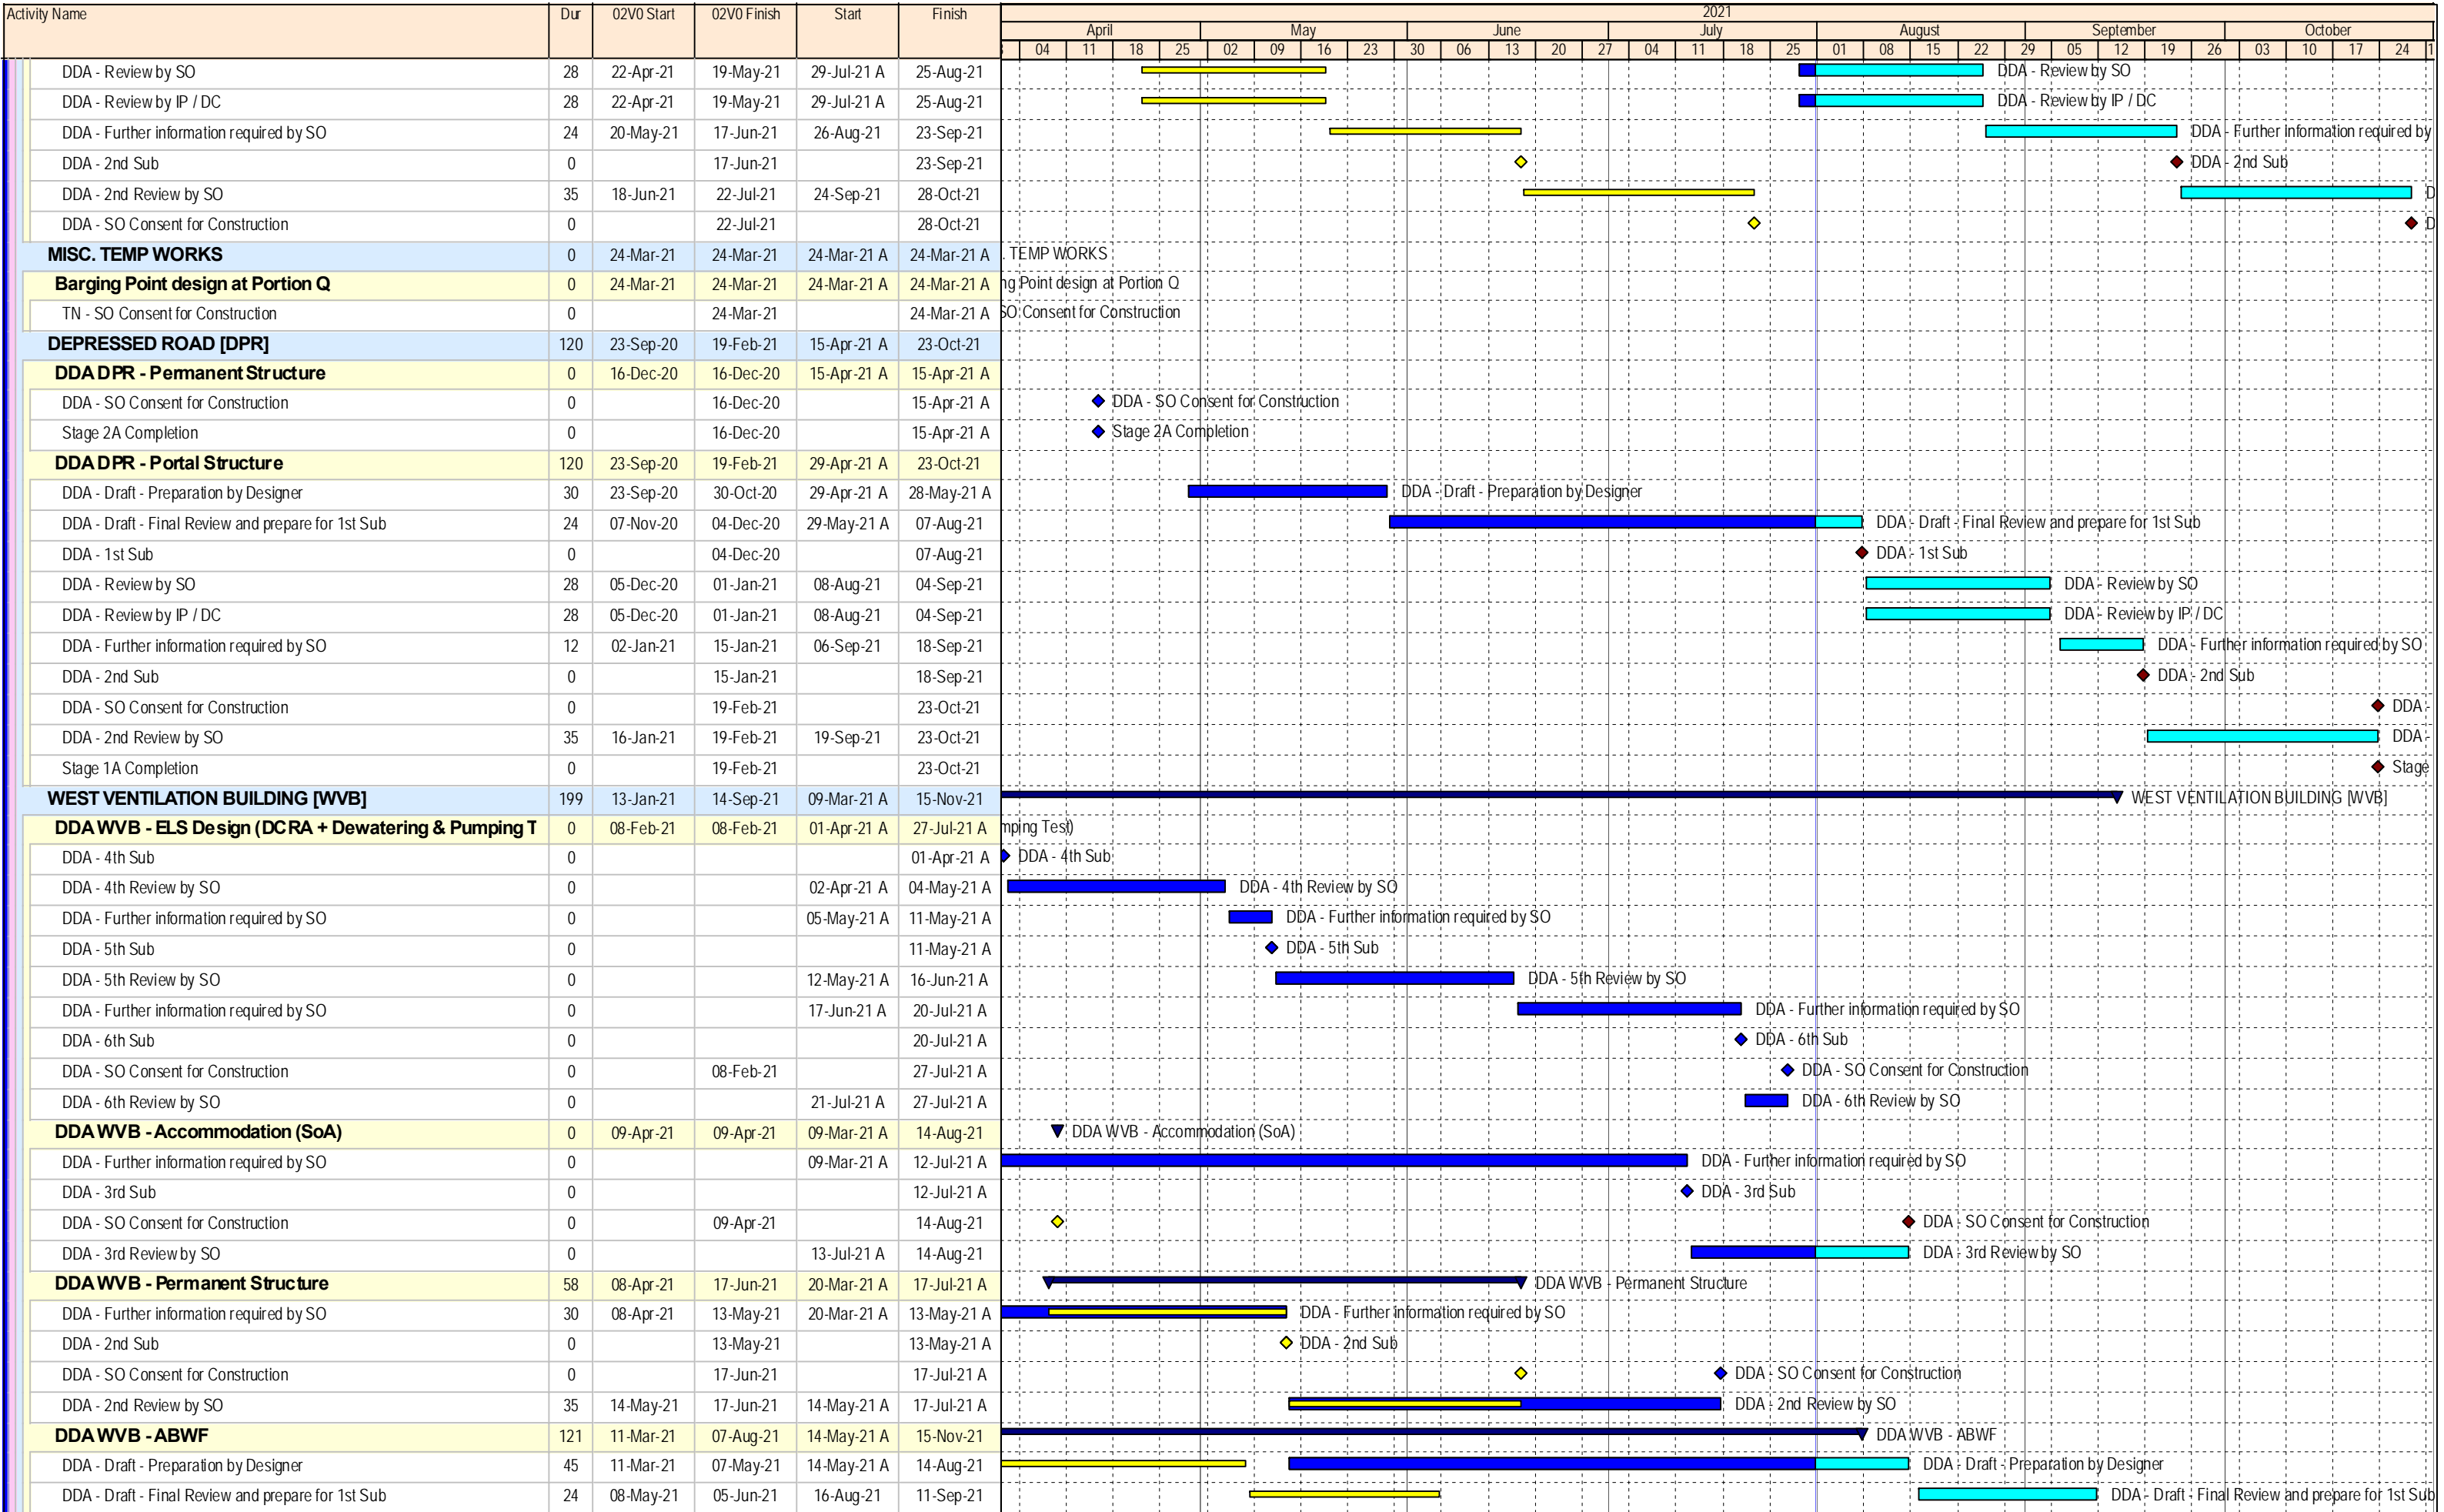 2021
Activity Name Dur 02V0 Start 02V0 Finish Start Finish April May June July August September October
04 11 18 25 02 09 16 23 30 06 13 20 27 04 11 18 25 01 08 15 22 29 05 12 19 26 03 10 17 24 1
DDA - Review by SO 28 22-Apr-21 19-May-21 29-Jul-21 A 25-Aug-21 DDA - Review by SO
DDA - Review by IP / DC 28 22-Apr-21 19-May-21 29-Jul-21 A 25-Aug-21 DDA - Review by IP / DC
DDA - Further information required by SO 24 20-May-21 17-Jun-21 26-Aug-21 23-Sep-21 DDA - Further information required by
DDA - 2nd Sub 0 17-Jun-21 23-Sep-21 DDA - 2nd Sub
DDA - 2nd Review by SO 35 18-Jun-21 22-Jul-21 24-Sep-21 28-Oct-21 D
DDA - SO Consent for Construction 0 22-Jul-21 28-Oct-21 D
MISC. TEMP WORKS 0 24-Mar-21 24-Mar-21 24-Mar-21 A 24-Mar-21 A . TEMP WORKS
Barging Point design at Portion Q 0 24-Mar-21 24-Mar-21 24-Mar-21 A 24-Mar-21 A ng Point design at Portion Q
TN - SO Consent for Construction 0 24-Mar-21 24-Mar-21 A SO Consent for Construction
DEPRESSED ROAD [DPR] 120 23-Sep-20 19-Feb-21 15-Apr-21 A 23-Oct-21
DDA DPR - Permanent Structure 0 16-Dec-20 16-Dec-20 15-Apr-21 A 15-Apr-21 A
DDA - SO Consent for Construction 0 16-Dec-20 15-Apr-21 A DDA - SO Consent for Construction
Stage 2A Completion 0 16-Dec-20 15-Apr-21 A Stage 2A Completion
DDA DPR - Portal Structure 120 23-Sep-20 19-Feb-21 29-Apr-21 A 23-Oct-21
DDA - Draft - Preparation by Designer 30 23-Sep-20 30-Oct-20 29-Apr-21 A 28-May-21 A DDA - Draft - Preparation by Designer
DDA - Draft - Final Review and prepare for 1st Sub 24 07-Nov-20 04-Dec-20 29-May-21 A 07-Aug-21 DDA - Draft - Final Review and prepare for 1st Sub
DDA - 1st Sub 0 04-Dec-20 07-Aug-21 DDA - 1st Sub
DDA - Review by SO 28 05-Dec-20 01-Jan-21 08-Aug-21 04-Sep-21 DDA - Review by SO
DDA - Review by IP / DC 28 05-Dec-20 01-Jan-21 08-Aug-21 04-Sep-21 DDA - Review by IP / DC
DDA - Further information required by SO 12 02-Jan-21 15-Jan-21 06-Sep-21 18-Sep-21 DDA - Further information required by SO
DDA - 2nd Sub 0 15-Jan-21 18-Sep-21 DDA - 2nd Sub
DDA - SO Consent for Construction 0 19-Feb-21 23-Oct-21 DDA -
DDA - 2nd Review by SO 35 16-Jan-21 19-Feb-21 19-Sep-21 23-Oct-21 DDA -
Stage 1A Completion 0 19-Feb-21 23-Oct-21 Stage
WEST VENTILATION BUILDING [WVB] 199 13-Jan-21 14-Sep-21 09-Mar-21 A 15-Nov-21 WEST VENTILATION BUILDING [WVB]
DDA WVB - ELS Design (DCRA + Dewatering & Pumping T 0 08-Feb-21 08-Feb-21 01-Apr-21 A 27-Jul-21 A mping Test)
DDA - 4th Sub 0 01-Apr-21 A DDA - 4th Sub
DDA - 4th Review by SO 0 02-Apr-21 A 04-May-21 A DDA - 4th Review by SO
DDA - Further information required by SO 0 05-May-21 A 11-May-21 A DDA - Further information required by SO
DDA - 5th Sub 0 11-May-21 A DDA - 5th Sub
DDA - 5th Review by SO 0 12-May-21 A 16-Jun-21 A DDA - 5th Review by SO
DDA - Further information required by SO 0 17-Jun-21 A 20-Jul-21 A DDA - Further information required by SO
DDA - 6th Sub 0 20-Jul-21 A DDA - 6th Sub
DDA - SO Consent for Construction 0 08-Feb-21 27-Jul-21 A DDA - SO Consent for Construction
DDA - 6th Review by SO 0 21-Jul-21 A 27-Jul-21 A DDA - 6th Review by SO
DDA WVB - Accommodation (SoA) 0 09-Apr-21 09-Apr-21 09-Mar-21 A 14-Aug-21 DDA WVB - Accommodation (SoA)
DDA - Further information required by SO 0 09-Mar-21 A 12-Jul-21 A DDA - Further information required by SO
DDA - 3rd Sub 0 12-Jul-21 A DDA - 3rd Sub
DDA - SO Consent for Construction 0 09-Apr-21 14-Aug-21 DDA - SO Consent for Construction
DDA - 3rd Review by SO 0 13-Jul-21 A 14-Aug-21 DDA - 3rd Review by SO
DDA WVB - Permanent Structure 58 08-Apr-21 17-Jun-21 20-Mar-21 A 17-Jul-21 A DDA WVB - Permanent Structure
DDA - Further information required by SO 30 08-Apr-21 13-May-21 20-Mar-21 A 13-May-21 A DDA - Further information required by SO
DDA - 2nd Sub 0 13-May-21 13-May-21 A DDA - 2nd Sub
DDA - SO Consent for Construction 0 17-Jun-21 17-Jul-21 A DDA - SO Consent for Construction
DDA - 2nd Review by SO 35 14-May-21 17-Jun-21 14-May-21 A 17-Jul-21 A DDA - 2nd Review by SO
DDA WVB - ABWF 121 11-Mar-21 07-Aug-21 14-May-21 A 15-Nov-21 DDA WVB - ABWF
DDA - Draft - Preparation by Designer 45 11-Mar-21 07-May-21 14-May-21 A 14-Aug-21 DDA - Draft - Preparation by Designer
DDA - Draft - Final Review and prepare for 1st Sub 24 08-May-21 05-Jun-21 16-Aug-21 11-Sep-21 DDA - Draft - Final Review and prepare for 1st Sub